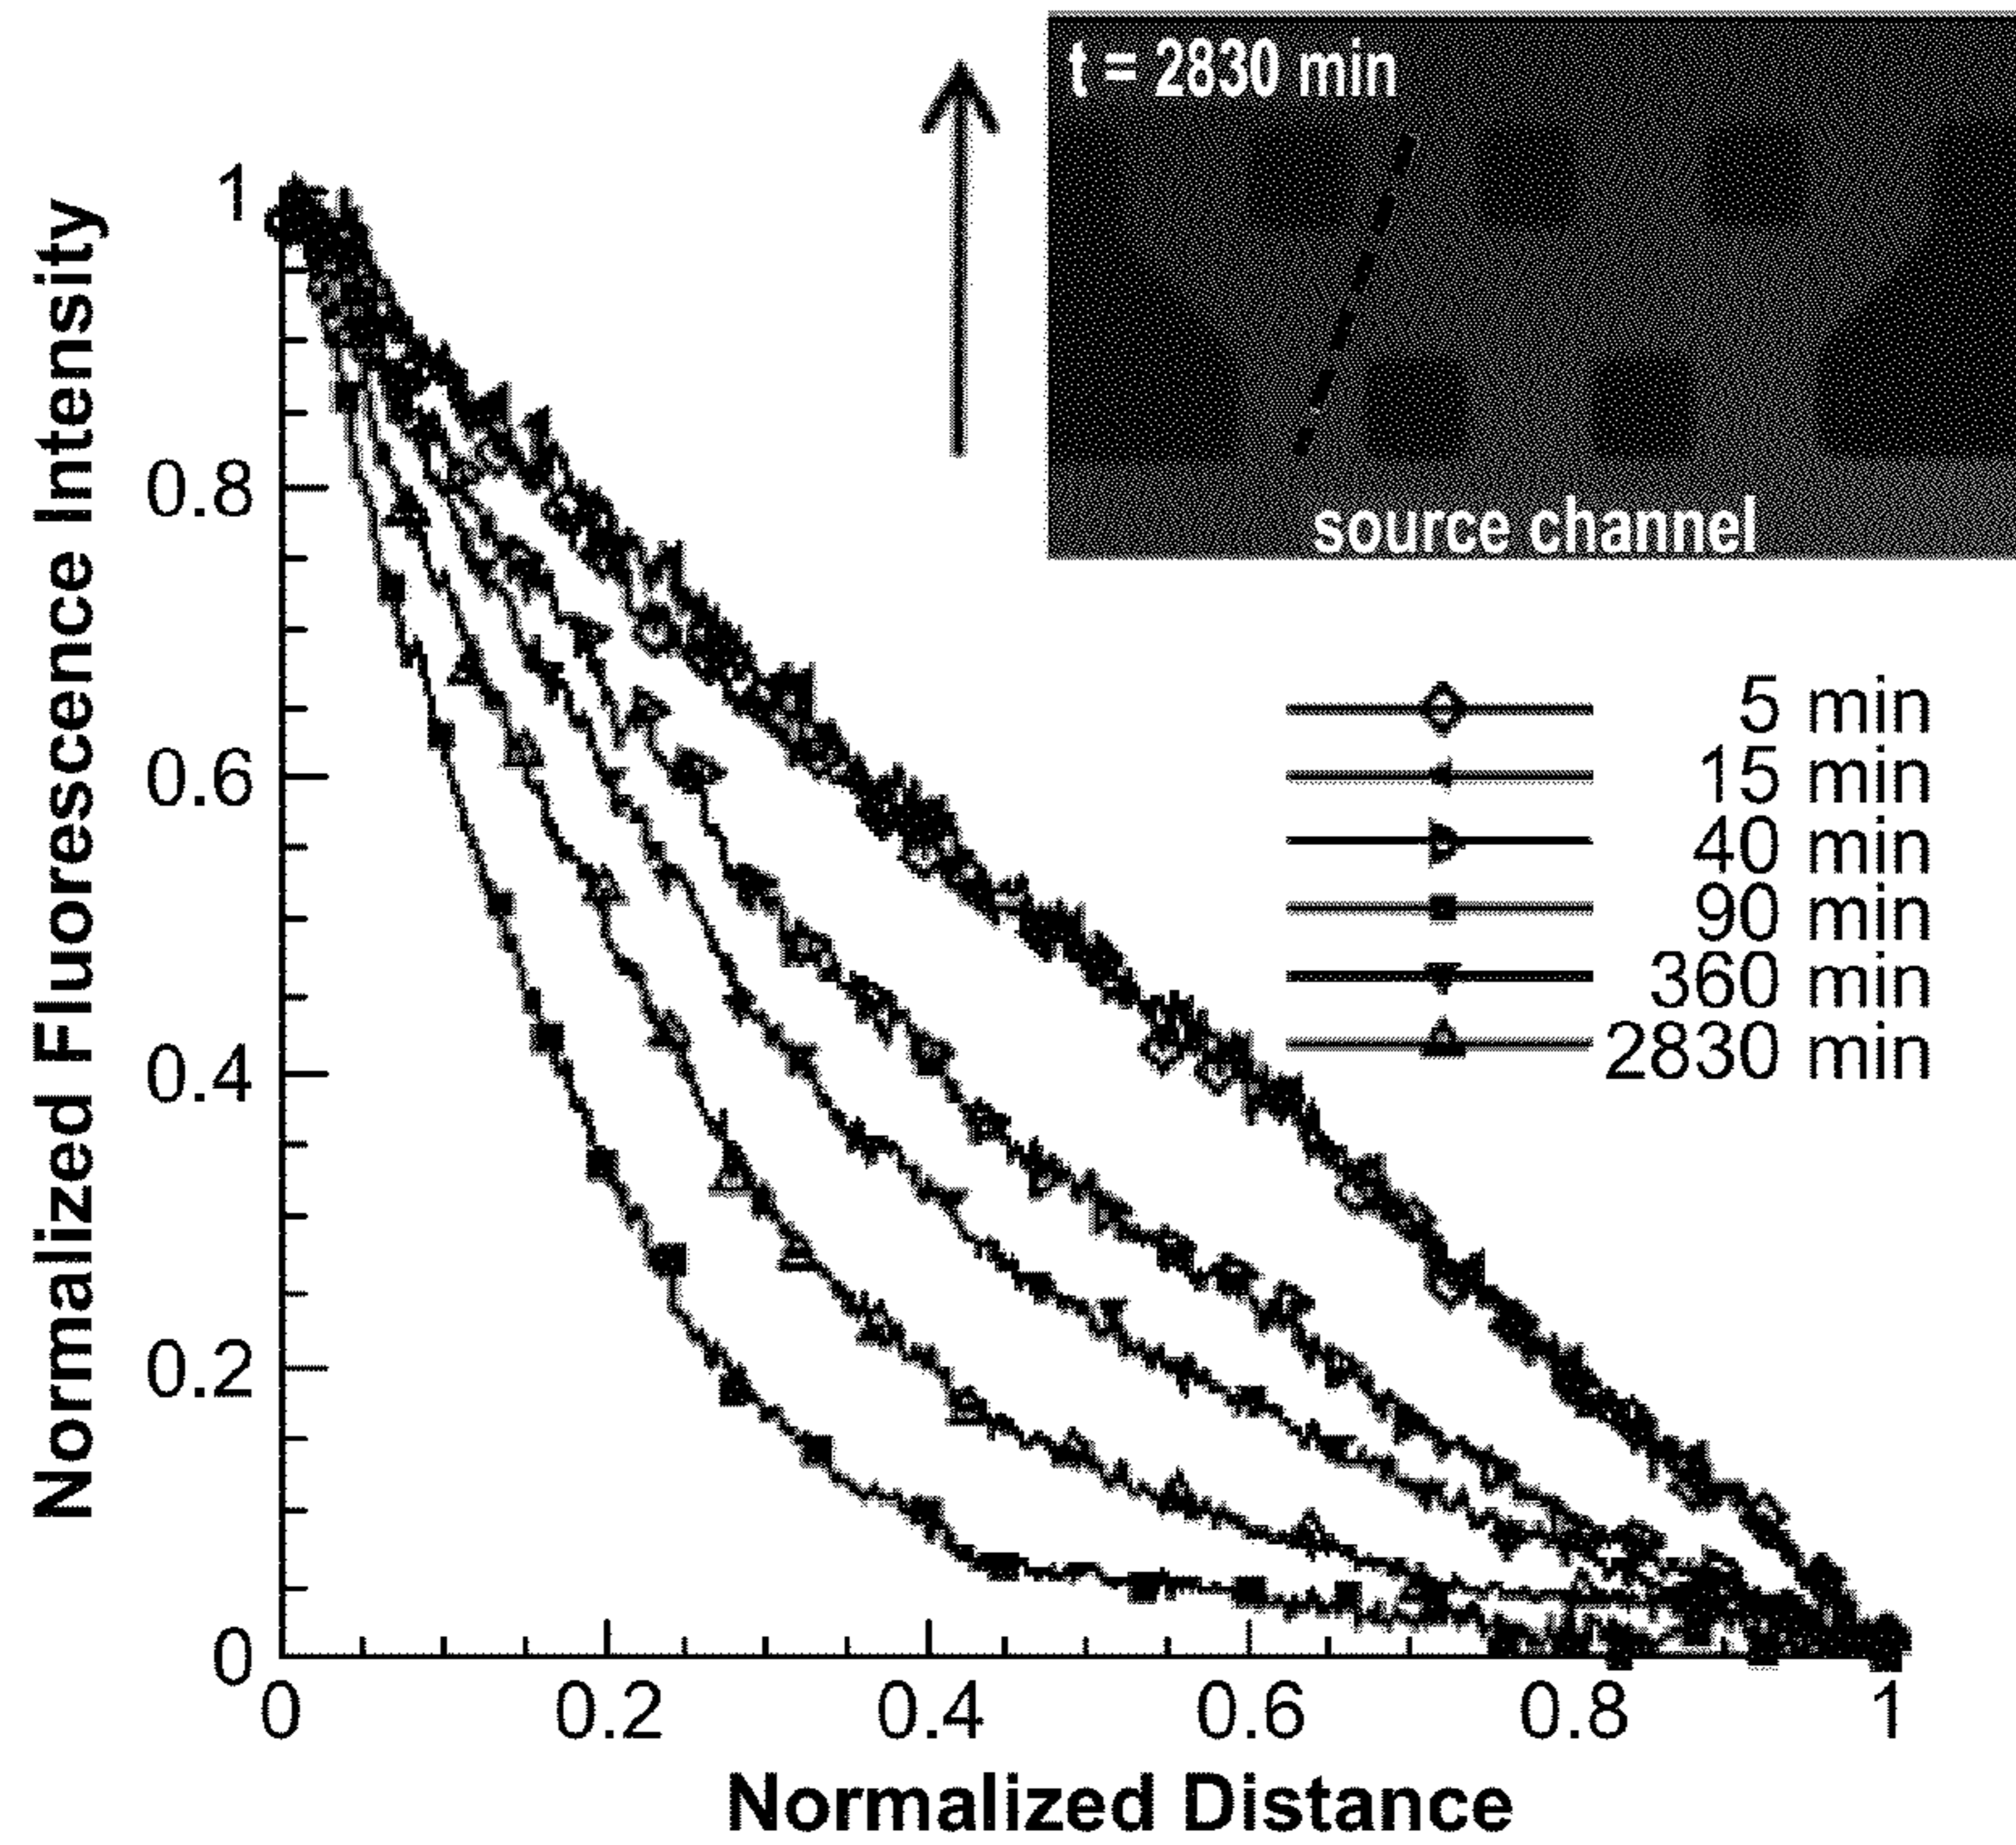 t = 2830 min
source channel
Normalized Fluorescence Intensity
1
0.8
0.6
0.4
0.2
0
5 min
15 min
40 min
90 min
360 min
2830 min
0 0.2 0.4 0.6 0.8 1
Normalized Distance